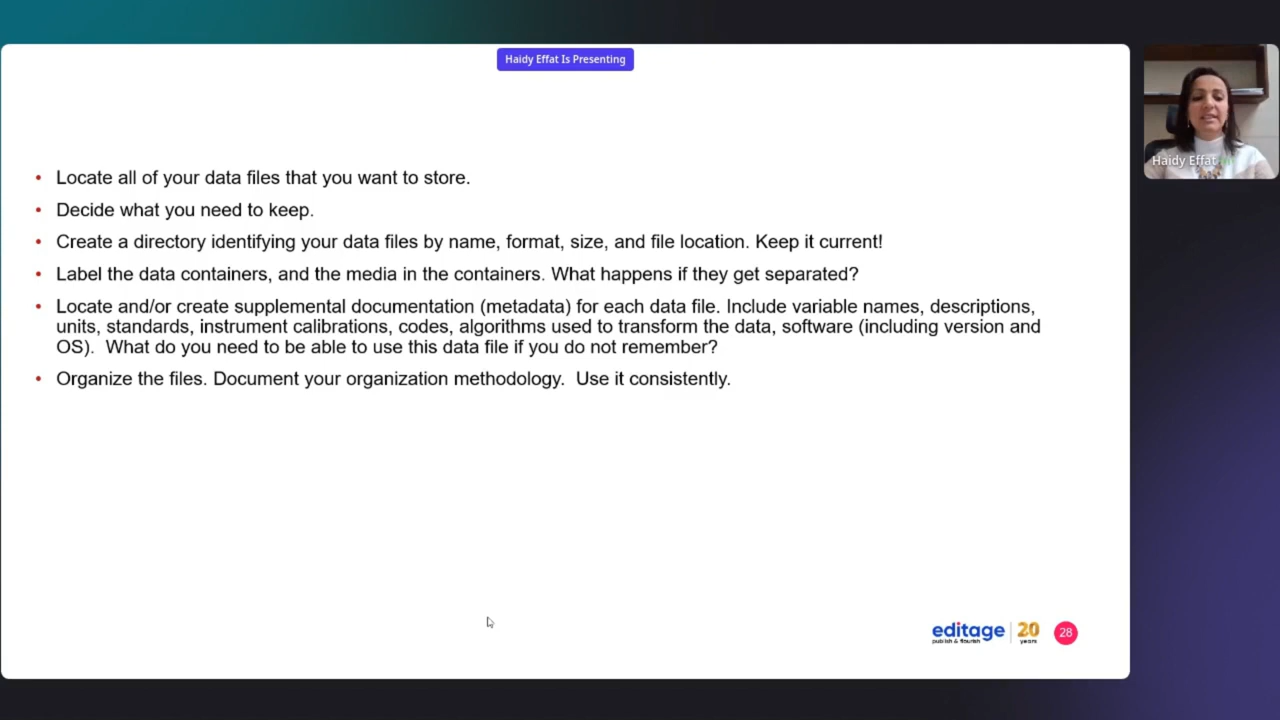 Haidy Effat Is Presenting
• Locate all of your data files that you want to store.
• Decide what you need to keep.
• Create a directory identifying your data files by name, format, size, and file location. Keep it current!
• Label the data containers, and the media in the containers. What happens if they get separated?
• Locate and/or create supplemental documentation (metadata) for each data file. Include variable names, descriptions,
units, standards, instrument calibrations, codes, algorithms used to transform the data, software (including version and
OS).  What do you need to be able to use this data file if you do not remember?
• Organize the files. Document your organization methodology.  Use it consistently.
Haidy Effat
editage
publish & flourish
20
years
28